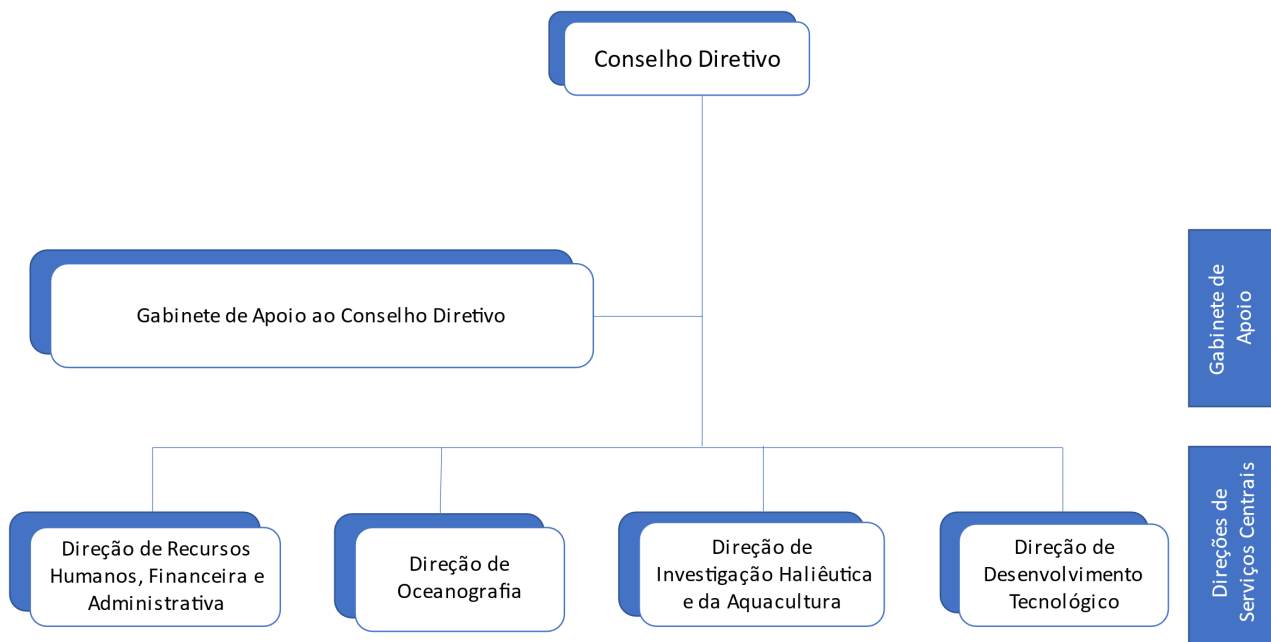 Conselho Diretivo
Gabinete de Apoio ao Conselho Diretivo
Gabinete de
Apoio
Direção de Recursos
Humanos, Financeira e
Administrativa
Direção de
Oceanografia
Direção de
Investigação Haliêutica
e da Aquacultura
Direção de
Desenvolvimento
Tecnológico
Direções de
Serviços Centrais